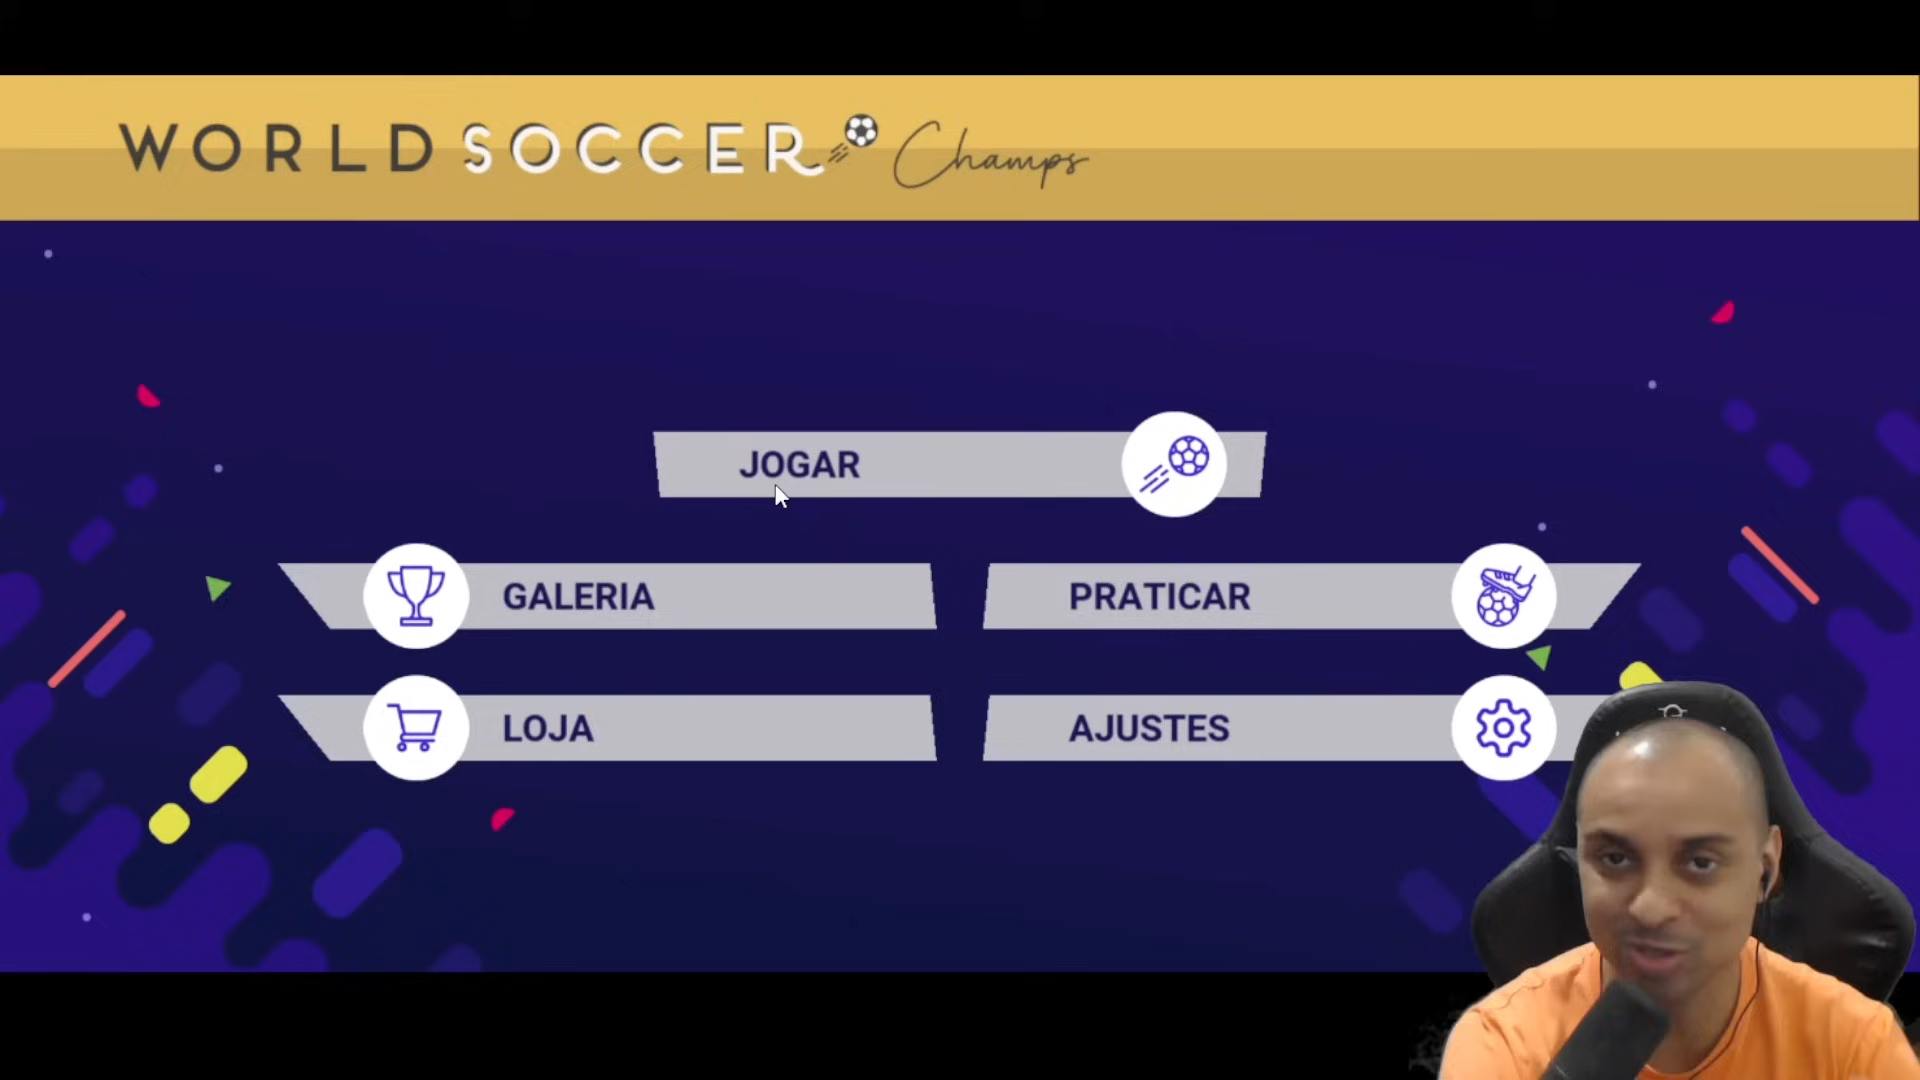 WORLD SOCCER Champs
JOGAR
GALERIA
PRATICAR
LOJA
AJUSTES